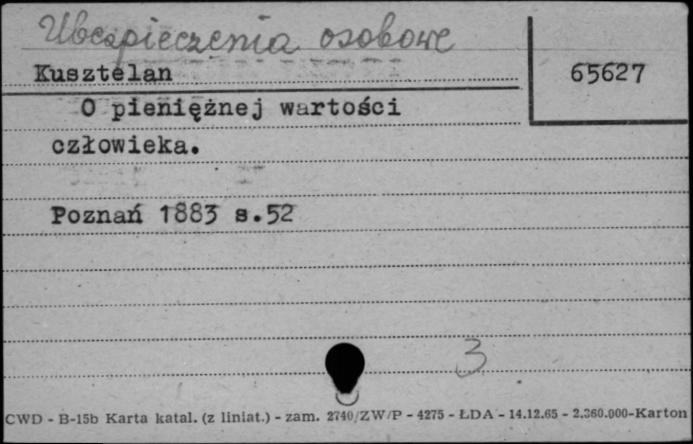 Ubezpieczenia osobowe
Kusztelan
65627
O pieniężnej wartości
człowieka.
Poznań 1883 s.52
3
CWD - B-15b Karta katal. (z liniat.) - zam. 2740/ZW/P - 4275 - ŁDA - 14.12.65 - 2.360.000-Karton